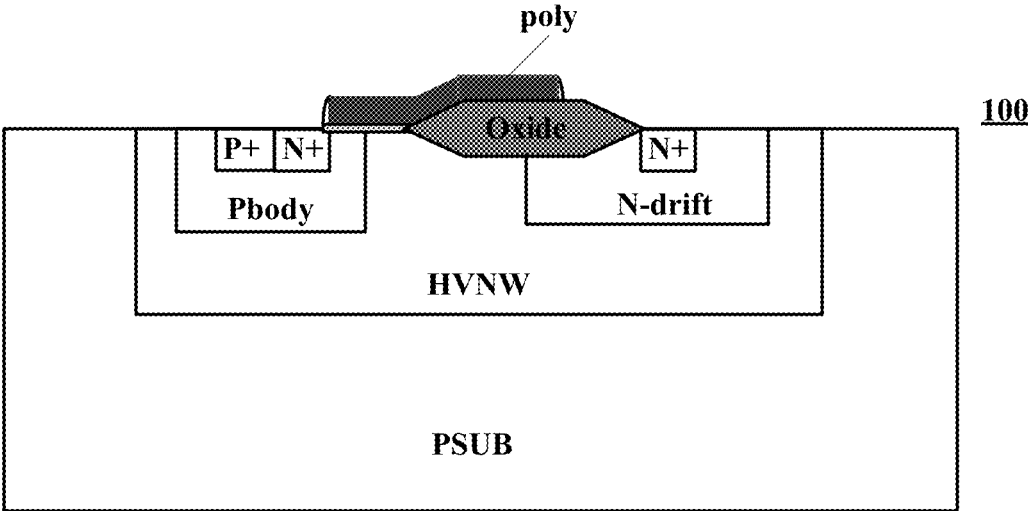 poly
100
Oxide
P+ N+
N+
Pbody
N-drift
HVNW
PSUB